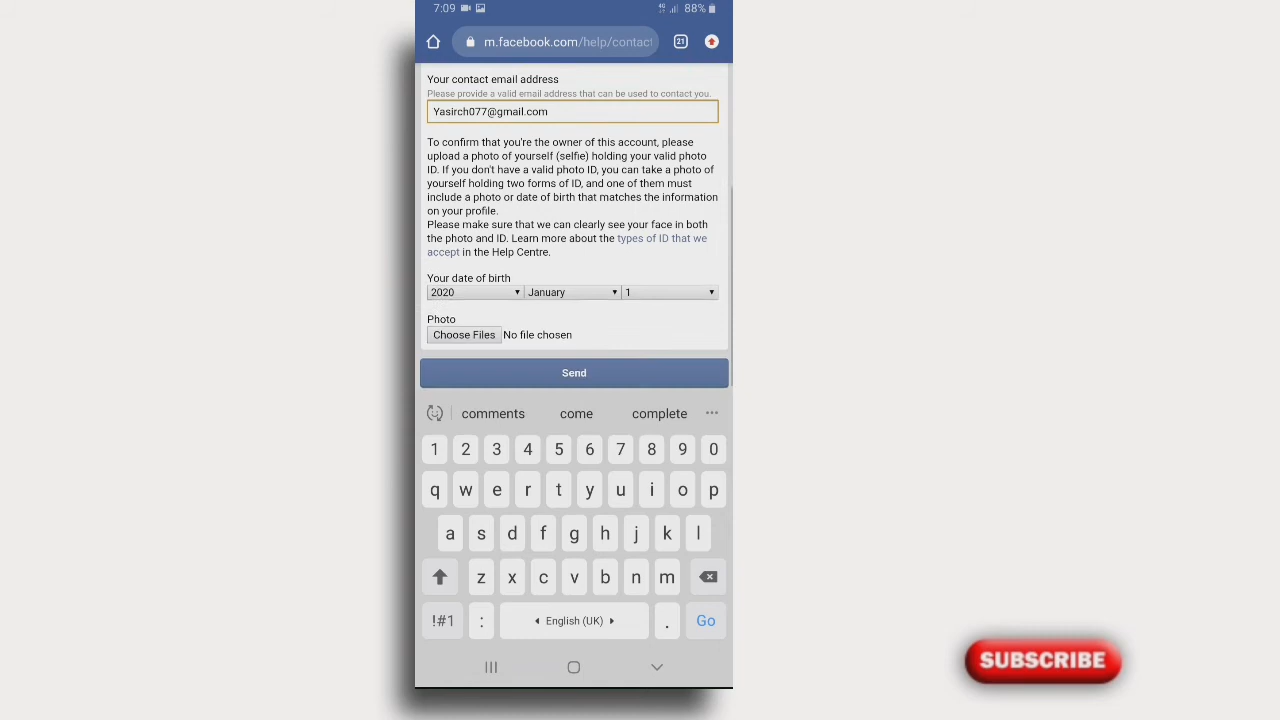 7:09 4G 88%
m.facebook.com/help/contac 21
Your contact email address
Please provide a valid email address that can be used to contact you.
Yasirch077@gmail.com
To confirm that you're the owner of this account, please
upload a photo of yourself (selfie) holding your valid photo
ID. If you don't have a valid photo ID, you can take a photo of
yourself holding two forms of ID, and one of them must
include a photo or date of birth that matches the information
on your profile.
Please make sure that we can clearly see your face in both
the photo and ID. Learn more about the types of ID that we
accept in the Help Centre.
Your date of birth
2020 January 1
Photo
Choose Files No file chosen
Send
comments come complete
1 2 3 4 5 6 7 8 9 0
q w e r t y u i o p
a s d f g h j k l
z x c v b n m
!#1 : English (UK) . Go
SUBSCRIBE